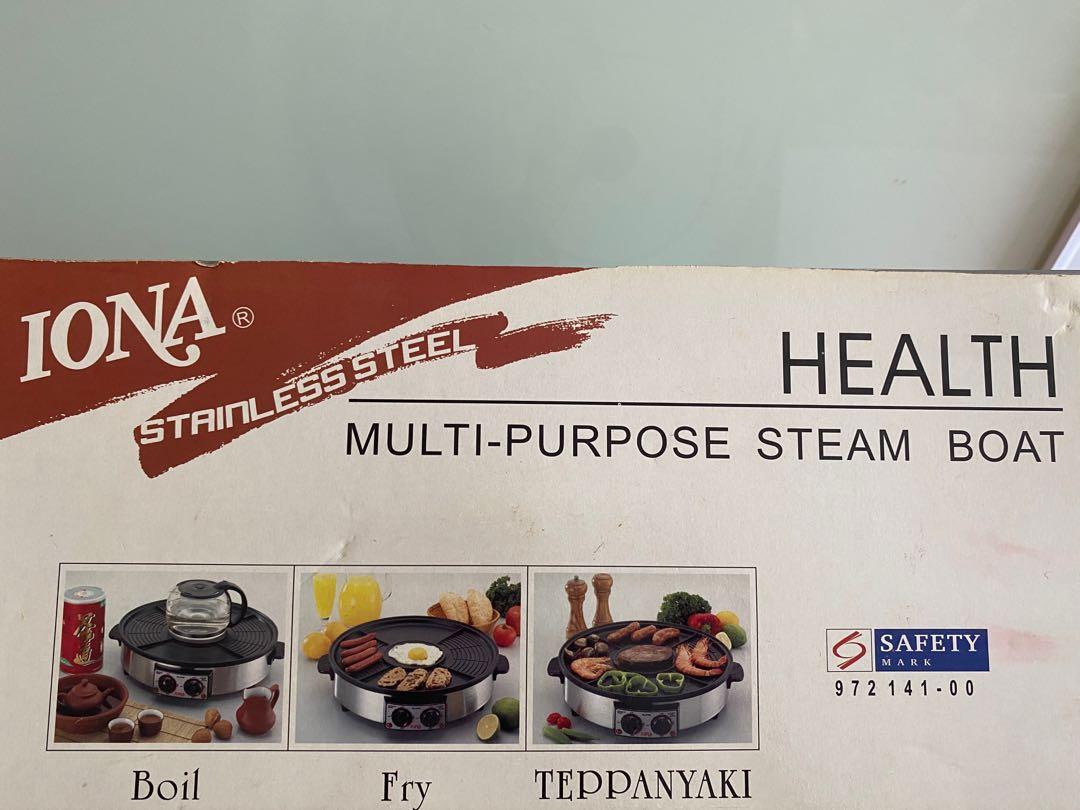 IONA®
STAINLESS STEEL
HEALTH
MULTI-PURPOSE STEAM BOAT
SAFETY
MARK
972141-00
Boil
Fry
TEPPANYAKI